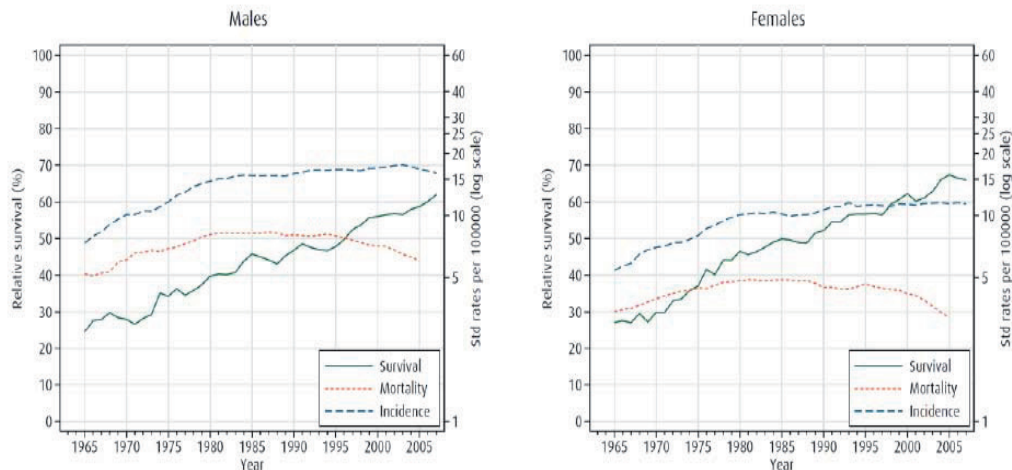 Males
Relative survival (%)
100
90
80
70
60
50
40
30
20
10
0
60
40
30
25
20
15
10
5
1
Std rates per 100000 (log scale)
Survival
Mortality
Incidence
1965 1970 1975 1980 1985 1990 1995 2000 2005
Year
Females
Relative survival (%)
100
90
80
70
60
50
40
30
20
10
0
60
40
30
25
20
15
10
5
1
Std rates per 100000 (log scale)
Survival
Mortality
Incidence
1965 1970 1975 1980 1985 1990 1995 2000 2005
Year